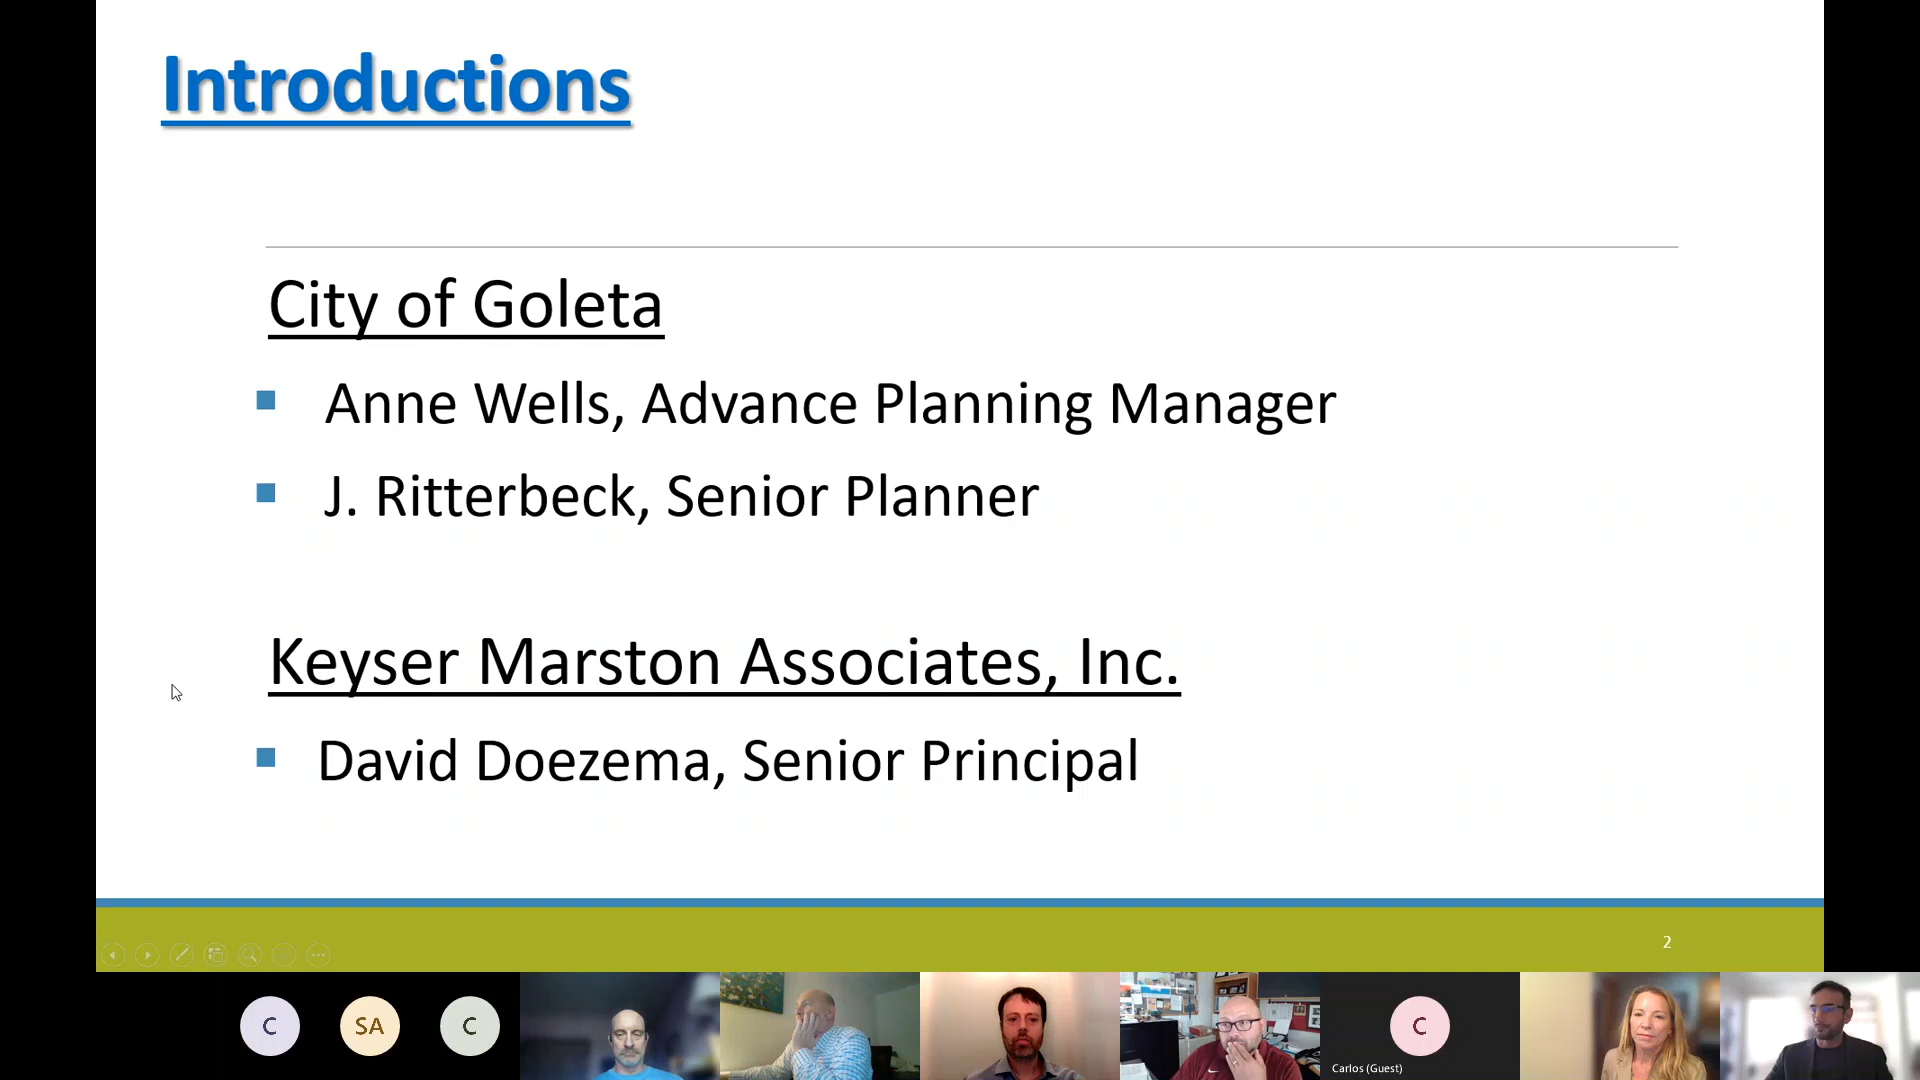 Introductions
City of Goleta
Anne Wells, Advance Planning Manager
J. Ritterbeck, Senior Planner
Keyser Marston Associates, Inc.
David Doezema, Senior Principal
2
C
SA
C
C
Carlos (Guest)